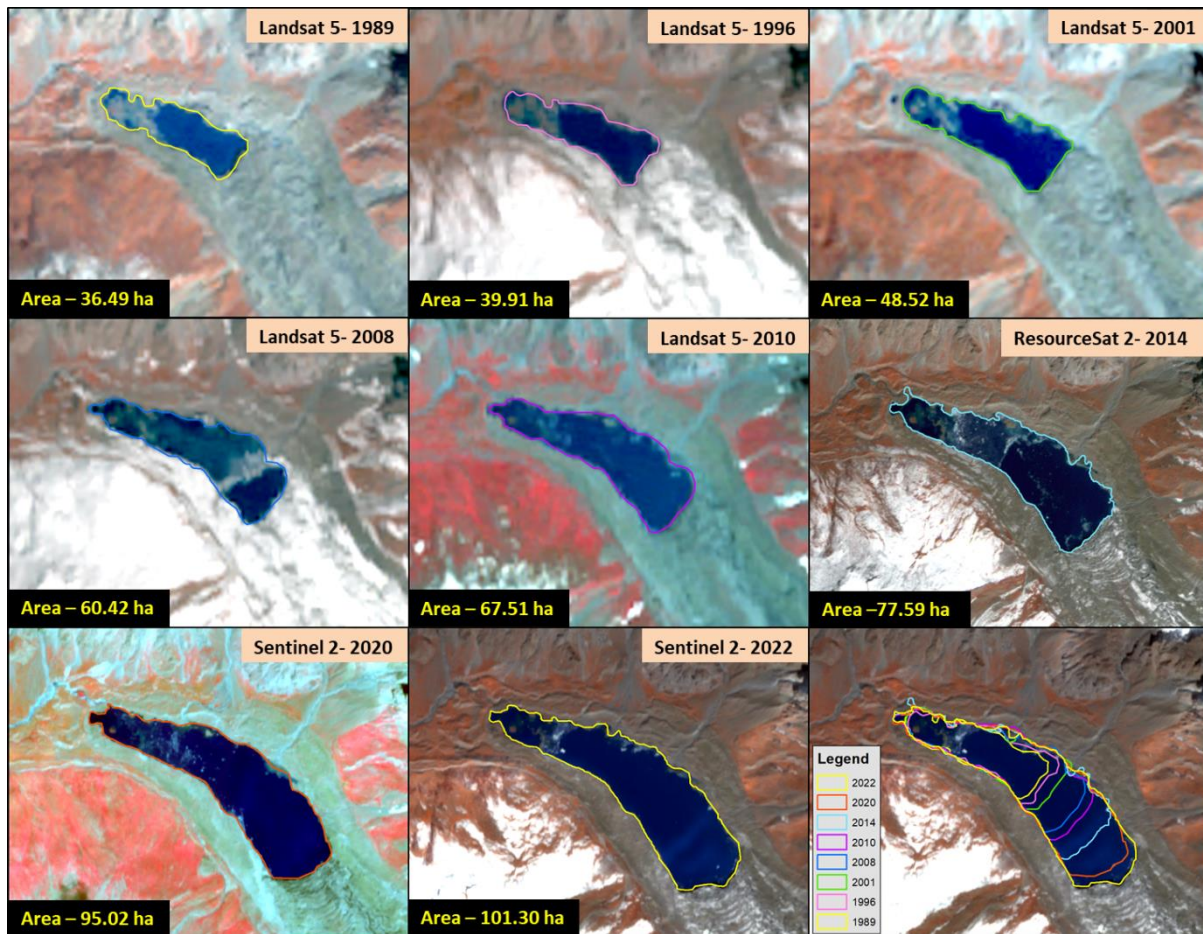 Landsat 5- 1989
Landsat 5- 1996
Landsat 5- 2001
Area – 36.49 ha
Area – 39.91 ha
Area – 48.52 ha
Landsat 5- 2008
Landsat 5- 2010
ResourceSat 2- 2014
Area – 60.42 ha
Area – 67.51 ha
Area –77.59 ha
Sentinel 2- 2020
Sentinel 2- 2022
Area – 95.02 ha
Area – 101.30 ha
Legend
2022
2020
2014
2010
2008
2001
1996
1989